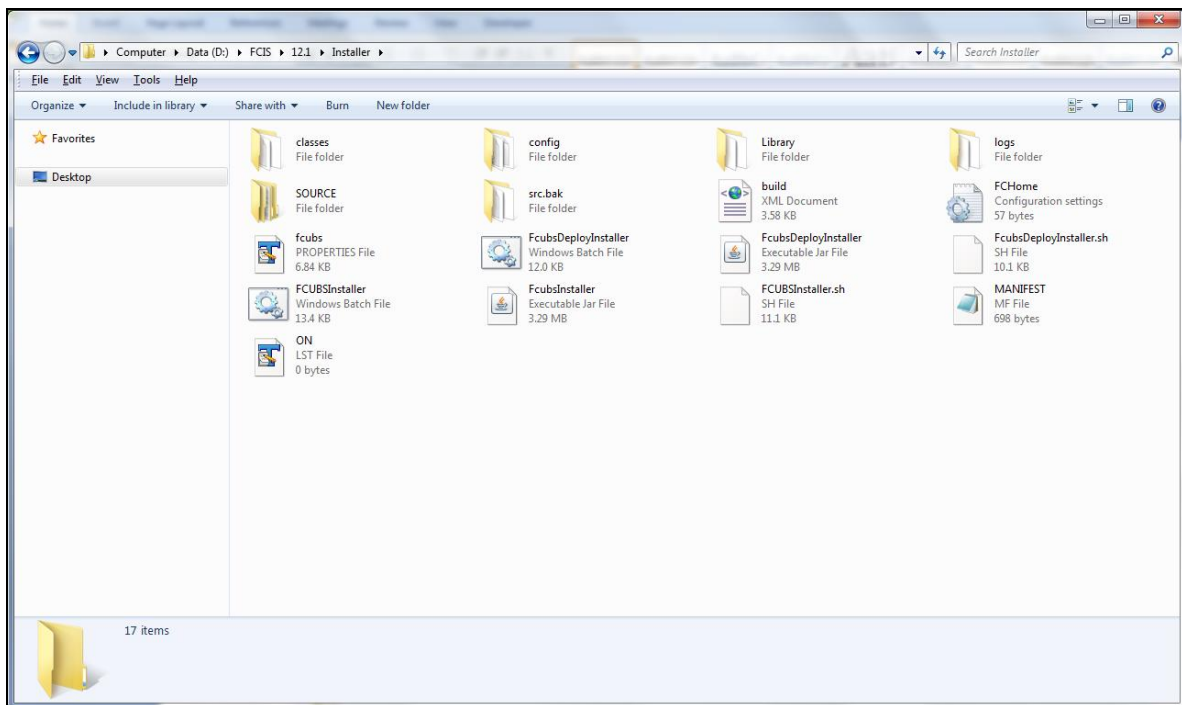 Computer ▸ Data (D:) ▸ FCIS ▸ 12.1 ▸ Installer ▸
Search Installer
File Edit View Tools Help
Organize Include in library Share with Burn New folder
Favorites
Desktop
classes
File folder
config
File folder
Library
File folder
logs
File folder
SOURCE
File folder
src.bak
File folder
build
XML Document
3.58 KB
FCHome
Configuration settings
57 bytes
fcubs
PROPERTIES File
6.84 KB
FcubsDeployInstaller
Windows Batch File
12.0 KB
FcubsDeployInstaller
Executable Jar File
3.29 MB
FcubsDeployInstaller.sh
SH File
10.1 KB
FCUBSInstaller
Windows Batch File
13.4 KB
FcubsInstaller
Executable Jar File
3.29 MB
FCUBSInstaller.sh
SH File
11.1 KB
MANIFEST
MF File
698 bytes
ON
LST File
0 bytes
17 items